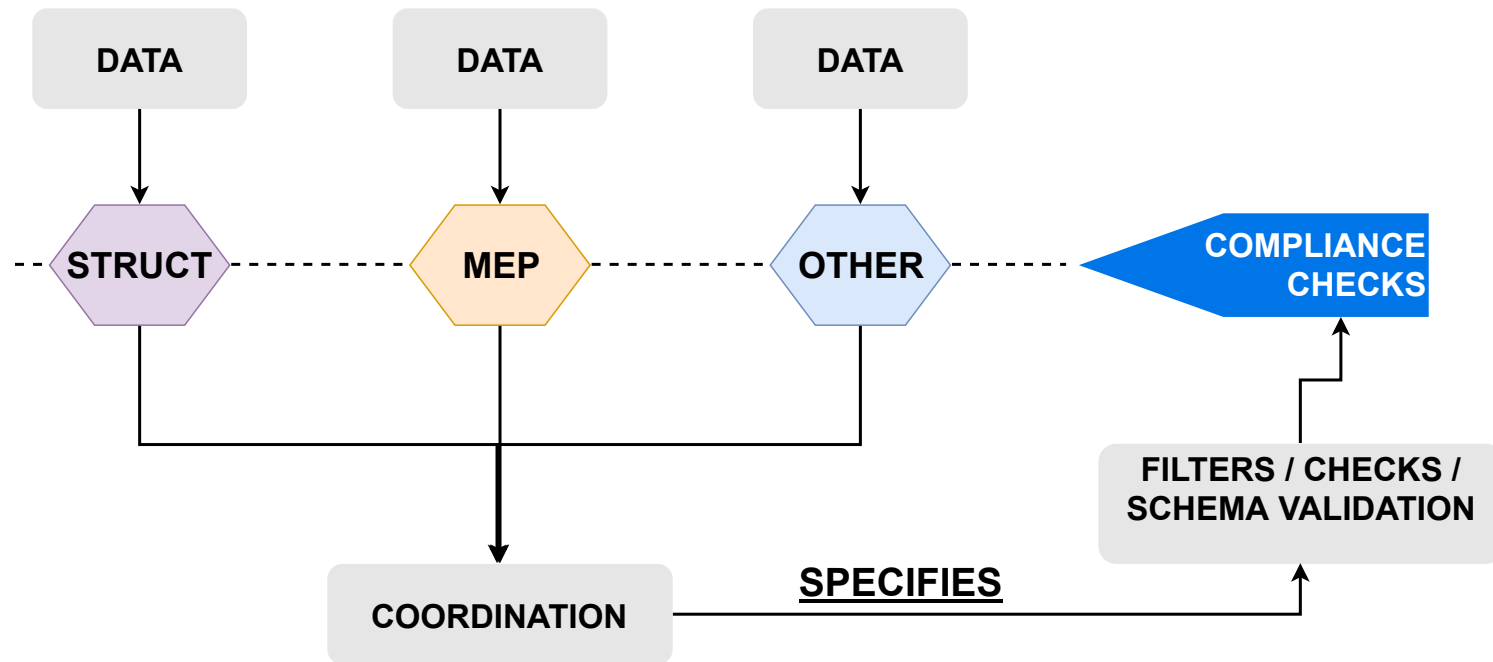 DATA
DATA
DATA
STRUCT
MEP
OTHER
COMPLIANCE
CHECKS
FILTERS / CHECKS /
SCHEMA VALIDATION
SPECIFIES
COORDINATION